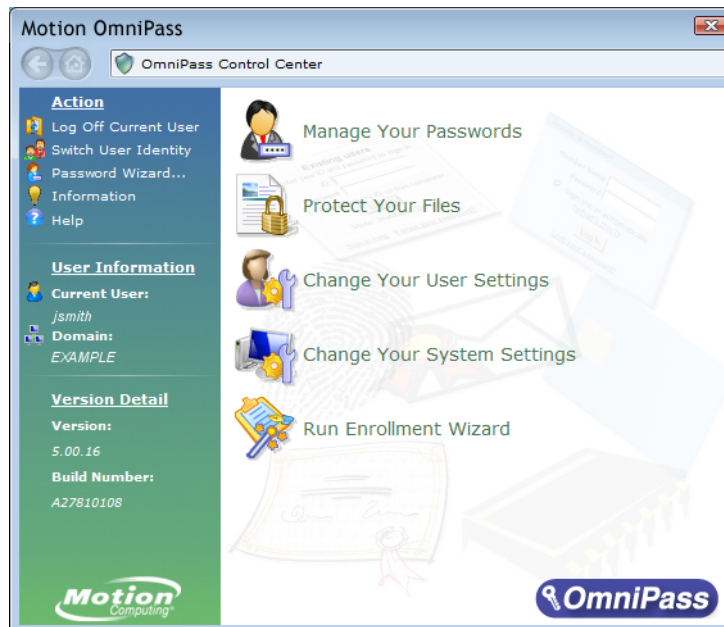 Motion OmniPass
OmniPass Control Center
Action
Log Off Current User
Switch User Identity
Password Wizard...
Information
Help
User Information
Current User:
jsmith
Domain:
EXAMPLE
Version Detail
Version:
5.00.16
Build Number:
A27810108
Motion
Computing®
Manage Your Passwords
Protect Your Files
Change Your User Settings
Change Your System Settings
Run Enrollment Wizard
OmniPass